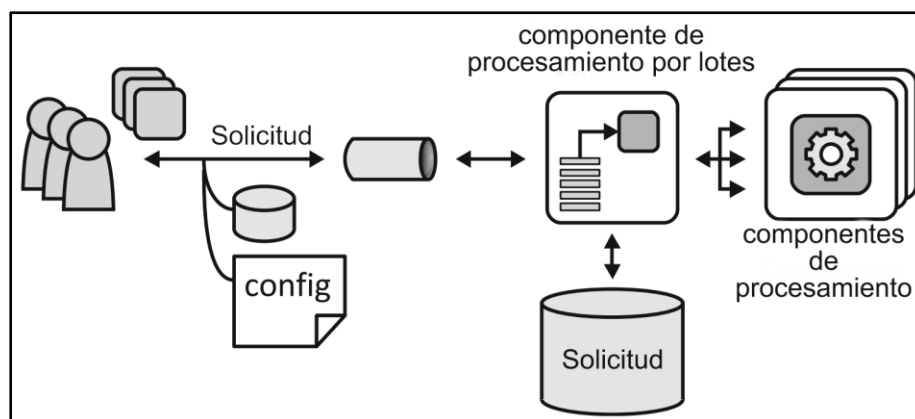 componente de
procesamiento por lotes
Solicitud
config
componentes
de
procesamiento
Solicitud